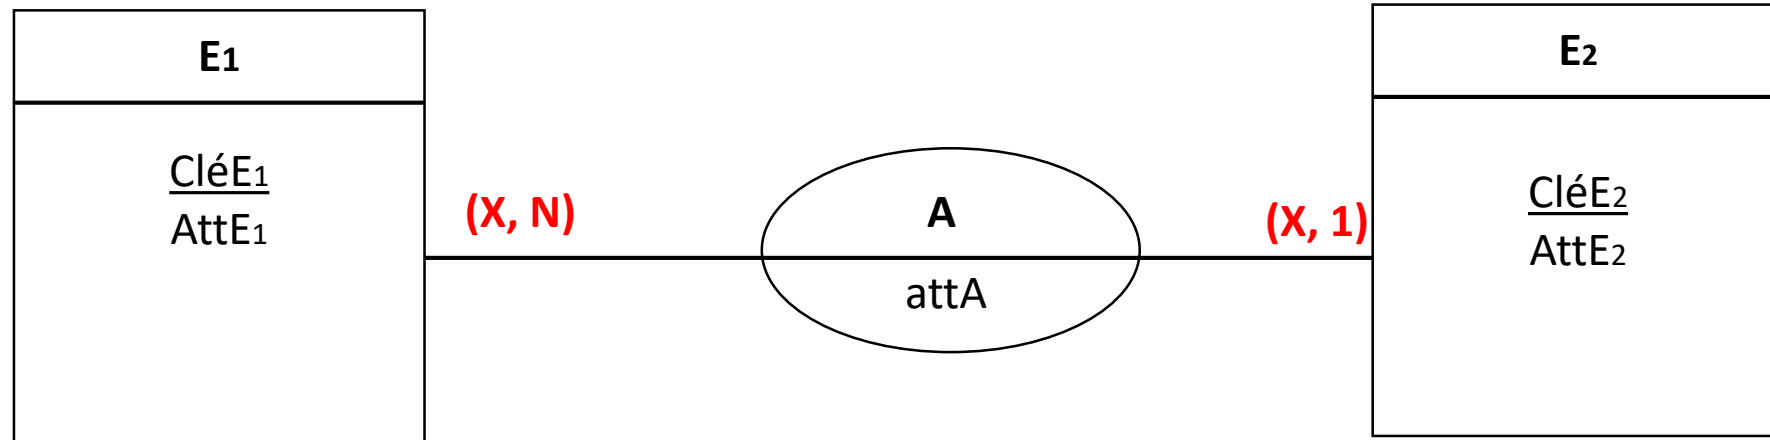 E1
CléE1
AttE1
(X, N)
A
attA
(X, 1)
E2
CléE2
AttE2